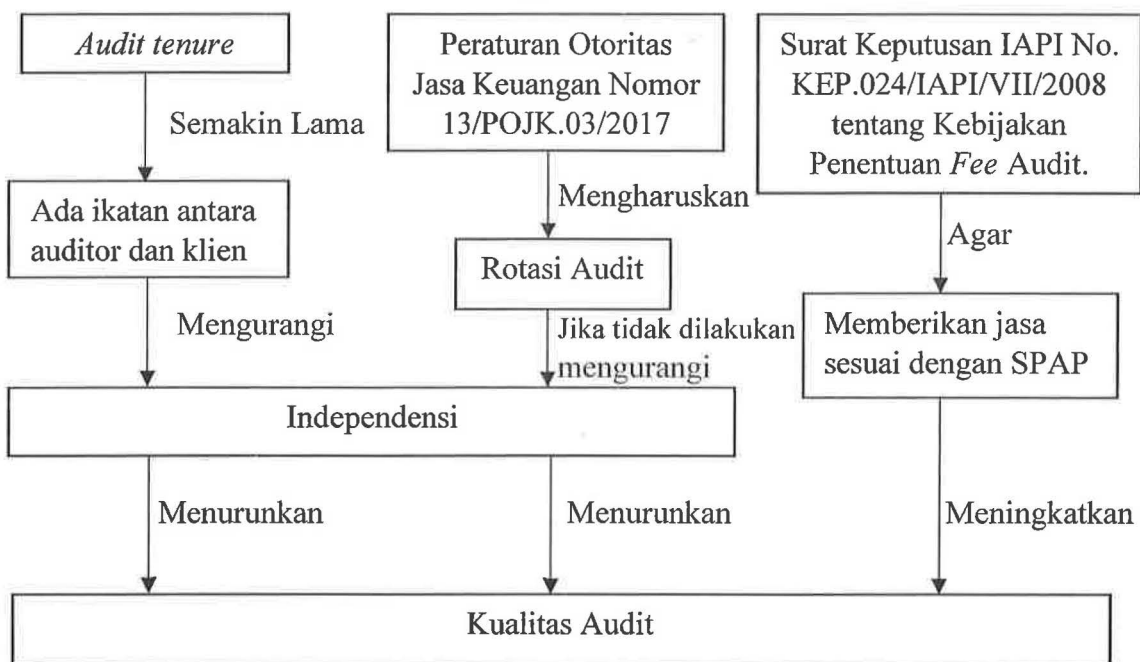 Audit tenure
Semakin Lama
Ada ikatan antara
auditor dan klien
Mengurangi
Peraturan Otoritas
Jasa Keuangan Nomor
13/POJK.03/2017
Mengharuskan
Rotasi Audit
Jika tidak dilakukan
mengurangi
Surat Keputusan IAPI No.
KEP.024/IAPI/VII/2008
tentang Kebijakan
Penentuan Fee Audit.
Agar
Memberikan jasa
sesuai dengan SPAP
Independensi
Menurunkan
Menurunkan
Meningkatkan
Kualitas Audit